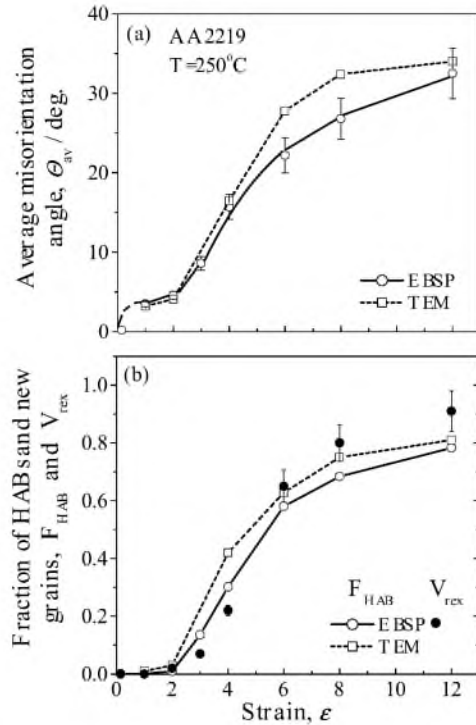 (a)
AA2219
T=250°C
Average misorientation
angle, Θav / deg.
40
30
20
10
0
EBSP
TEM
(b)
Fraction of HABs and new
grains, FHAB and Vrex
1.0
0.8
0.6
0.4
0.2
0.0
FHAB Vrex
EBSP
TEM
0 2 4 6 8 10 12
Strain, ε